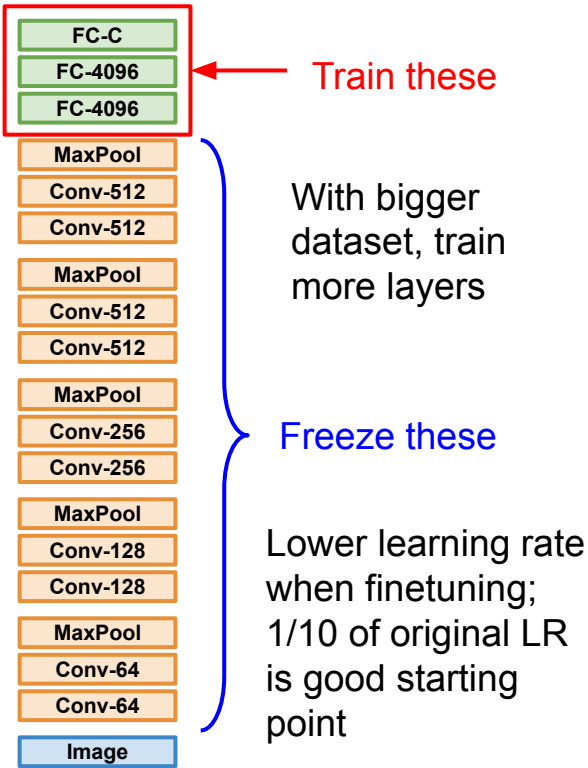 FC-C
FC-4096
FC-4096
Train these
MaxPool
Conv-512
Conv-512
MaxPool
Conv-512
Conv-512
MaxPool
Conv-256
Conv-256
MaxPool
Conv-128
Conv-128
MaxPool
Conv-64
Conv-64
Image
With bigger
dataset, train
more layers
Freeze these
Lower learning rate
when finetuning;
1/10 of original LR
is good starting
point